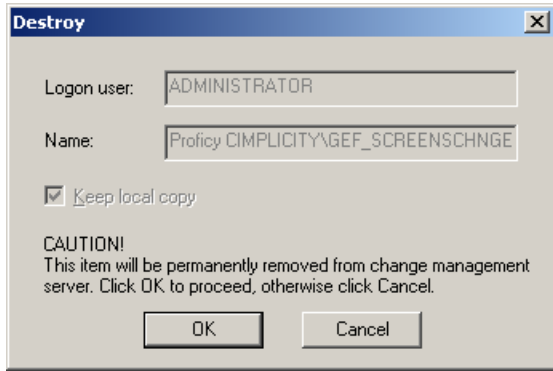 Destroy
Logon user: ADMINISTRATOR
Name: Proficy CIMPLICITY\GEF_SCREENSCHNGE
Keep local copy
CAUTION!
This item will be permanently removed from change management
server. Click OK to proceed, otherwise click Cancel.
OK Cancel